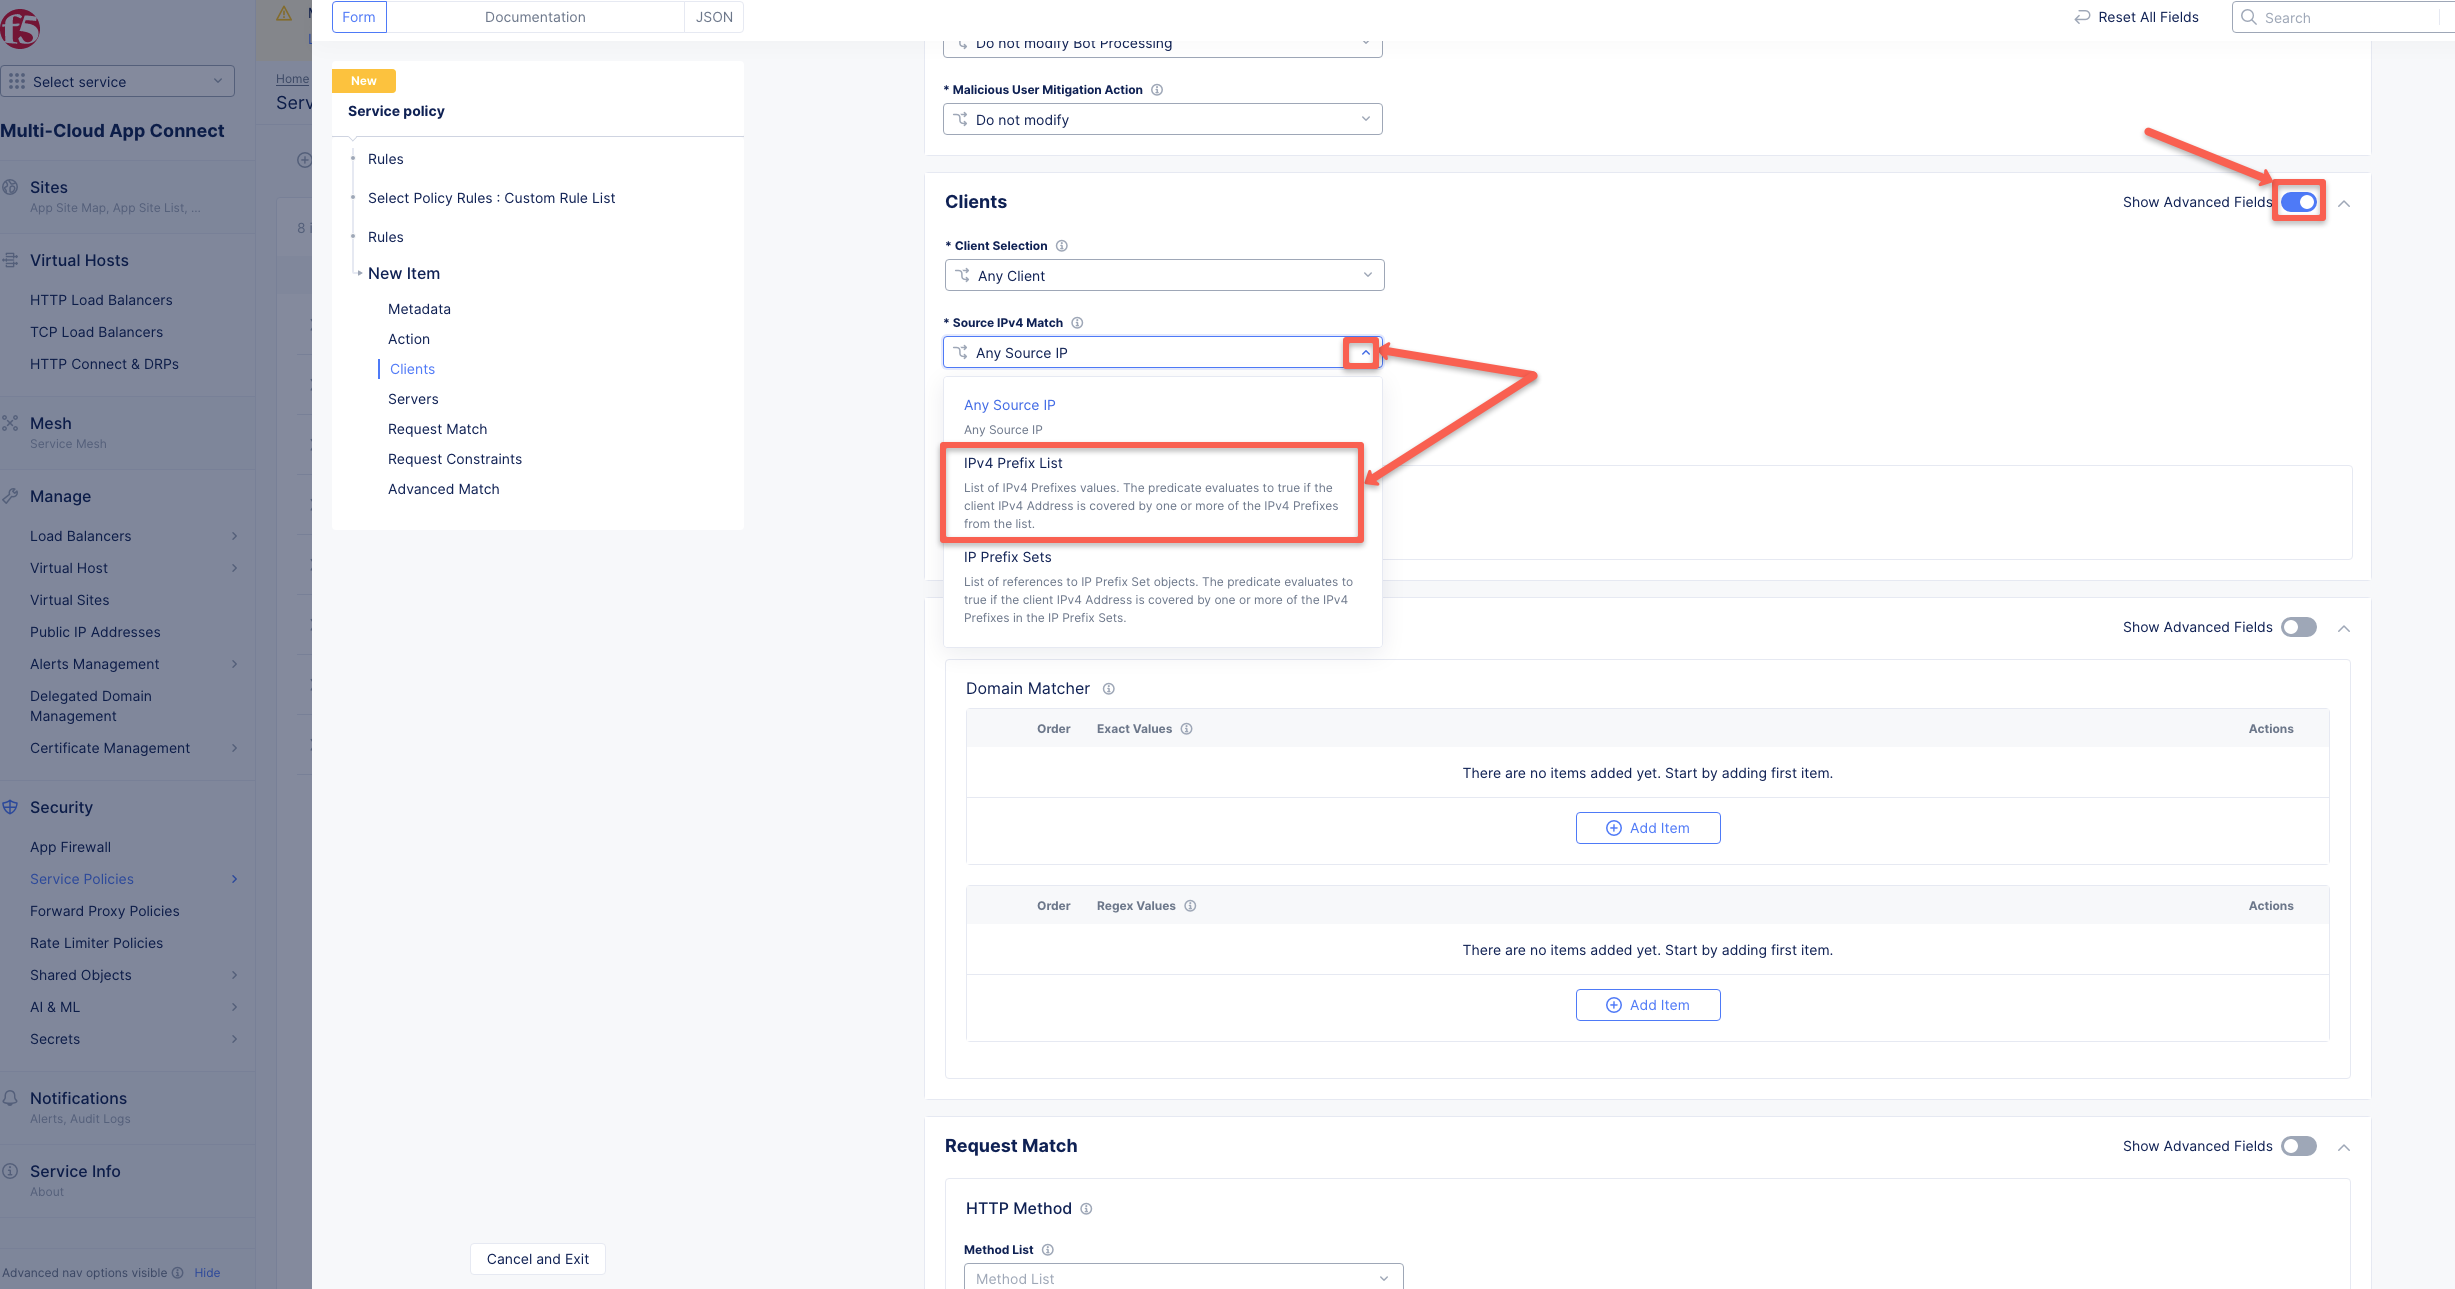 f5
Select service
Multi-Cloud App Connect
Sites
App Site Map, App Site List, ...
Virtual Hosts
HTTP Load Balancers
TCP Load Balancers
HTTP Connect & DRPs
Mesh
Service Mesh
Manage
Load Balancers
Virtual Host
Virtual Sites
Public IP Addresses
Alerts Management
Delegated Domain
Management
Certificate Management
Security
App Firewall
Service Policies
Forward Proxy Policies
Rate Limiter Policies
Shared Objects
AI & ML
Secrets
Notifications
Alerts, Audit Logs
Service Info
About
Advanced nav options visible Hide
Home
Serv
8 i
Form Documentation JSON
Reset All Fields
Search
New
Service policy
Rules
Select Policy Rules : Custom Rule List
Rules
New Item
Metadata
Action
Clients
Servers
Request Match
Request Constraints
Advanced Match
Cancel and Exit
Do not modify Bot Processing
* Malicious User Mitigation Action
Do not modify
Clients
Show Advanced Fields
* Client Selection
Any Client
* Source IPv4 Match
Any Source IP
Any Source IP
Any Source IP
IPv4 Prefix List
List of IPv4 Prefixes values. The predicate evaluates to true if the
client IPv4 Address is covered by one or more of the IPv4 Prefixes
from the list.
IP Prefix Sets
List of references to IP Prefix Set objects. The predicate evaluates to
true if the client IPv4 Address is covered by one or more of the IPv4
Prefixes in the IP Prefix Sets.
Show Advanced Fields
Domain Matcher
Order Exact Values Actions
There are no items added yet. Start by adding first item.
Add Item
Order Regex Values Actions
There are no items added yet. Start by adding first item.
Add Item
Request Match
Show Advanced Fields
HTTP Method
Method List
Method List